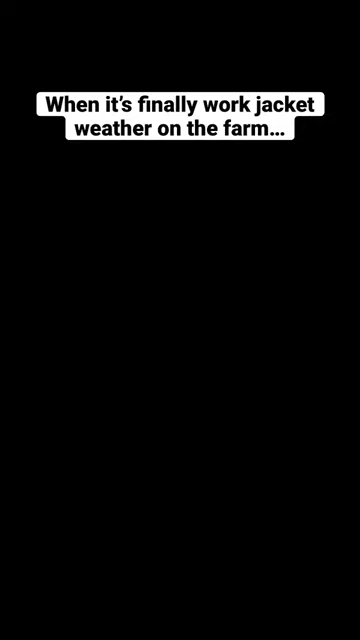 When it’s finally work jacket
weather on the farm…